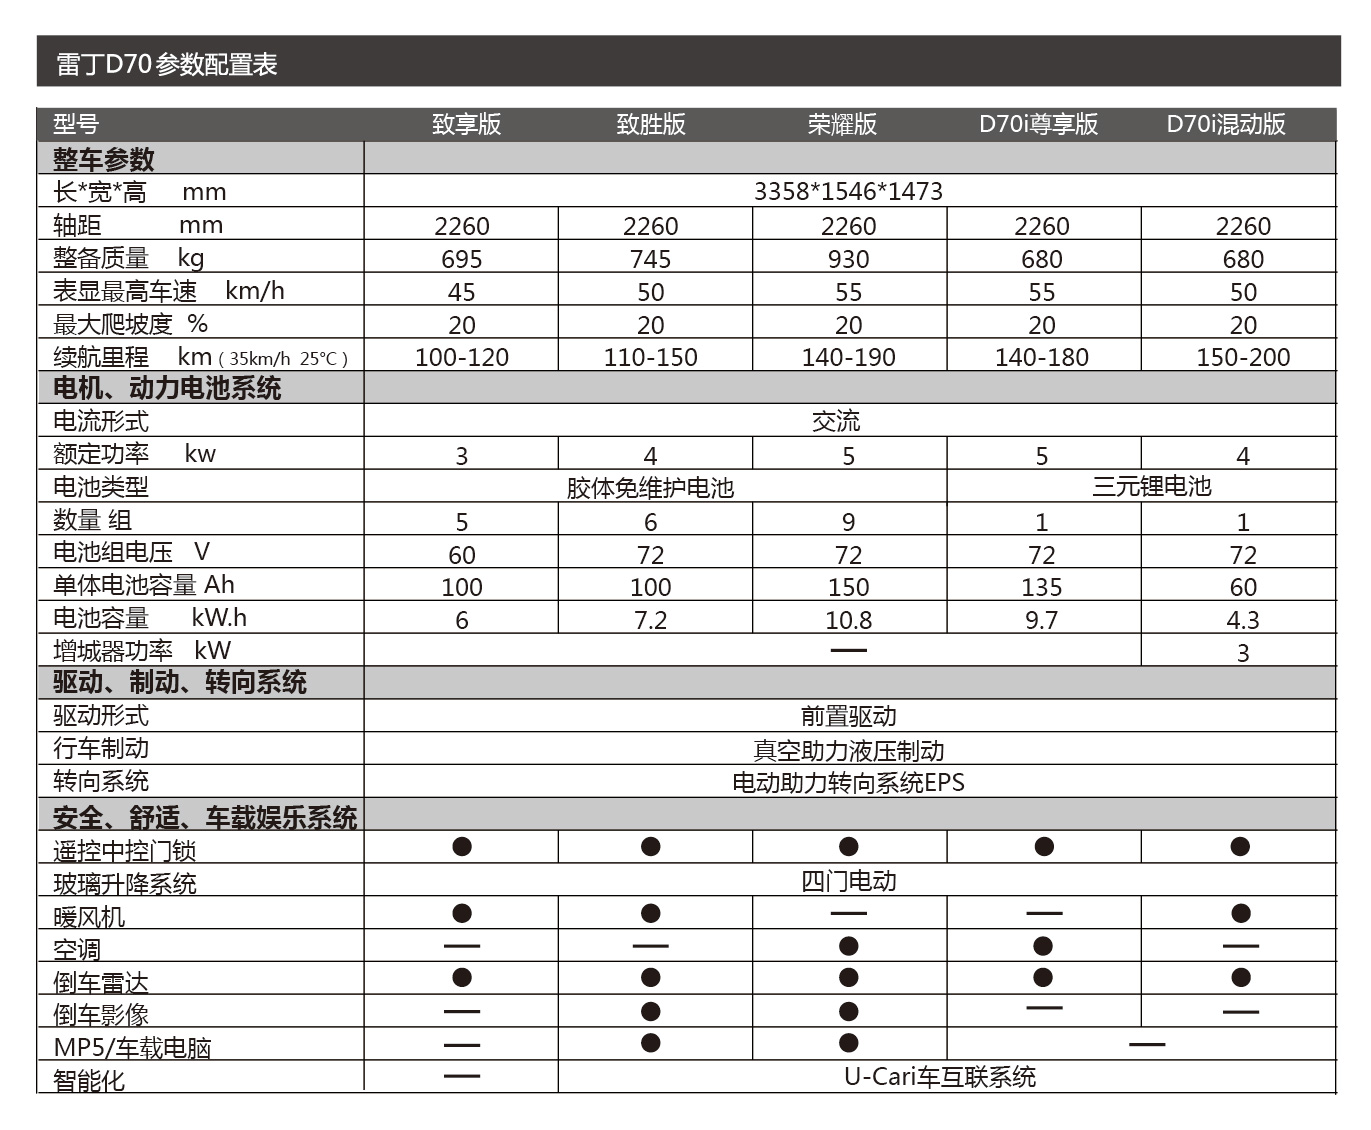 雷丁D70参数配置表
型号 致享版 致胜版 荣耀版 D70i尊享版 D70i混动版
整车参数
长*宽*高 mm 3358*1546*1473
轴距 mm 2260 2260 2260 2260 2260
整备质量 kg 695 745 930 680 680
表显最高车速 km/h 45 50 55 55 50
最大爬坡度 % 20 20 20 20 20
续航里程 km（35km/h 25℃） 100-120 110-150 140-190 140-180 150-200
电机、动力电池系统
电流形式 交流
额定功率 kw 3 4 5 5 4
电池类型 胶体免维护电池 三元锂电池
数量 组 5 6 9 1 1
电池组电压 V 60 72 72 72 72
单体电池容量 Ah 100 100 150 135 60
电池容量 kW.h 6 7.2 10.8 9.7 4.3
增城器功率 kW — 3
驱动、制动、转向系统
驱动形式 前置驱动
行车制动 真空助力液压制动
转向系统 电动助力转向系统EPS
安全、舒适、车载娱乐系统
遥控中控门锁 ● ● ● ● ●
玻璃升降系统 四门电动
暖风机 ● ● — — ●
空调 — — ● ● —
倒车雷达 ● ● ● ● ●
倒车影像 — ● ● — —
MP5/车载电脑 — ● ● —
智能化 — U-Cari车互联系统